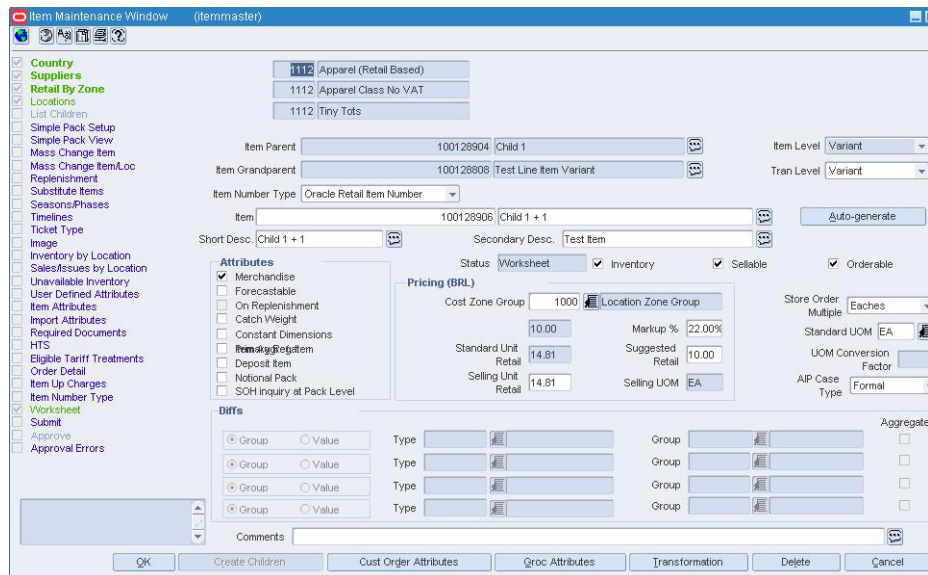 Item Maintenance Window (itemmaster)
Country
Suppliers
Retail By Zone
Locations
List Children
Simple Pack Setup
Simple Pack View
Mass Change Item
Mass Change Item/Loc
Replenishment
Substitute Items
Seasons/Phases
Timelines
Ticket Type
Image
Inventory by Location
Sales/Issues by Location
Unavailable Inventory
User Defined Attributes
Item Attributes
Import Attributes
Required Documents
HTS
Eligible Tariff Treatments
Order Detail
Item Up Charges
Item Number Type
Worksheet
Submit
Approve
Approval Errors
1112 Apparel (Retail Based)
1112 Apparel Class No VAT
1112 Tiny Tots
Item Parent 100128904 Child 1 Item Level Variant
Item Grandparent 100128808 Test Line Item Variant Tran Level Variant
Item Number Type Oracle Retail Item Number
Item 100128906 Child 1 + 1 Auto-generate
Short Desc. Child 1 + 1 Secondary Desc. Test Item
Status Worksheet Inventory Sellable Orderable
Attributes
Merchandise
Forecastable
On Replenishment
Catch Weight
Constant Dimensions
Deposit Item
Notional Pack
SOH inquiry at Pack Level
Pricing (BRL)
Cost Zone Group 1000 Location Zone Group
10.00 Markup % 22.00%
Standard Unit Retail 14.81 Suggested Retail 10.00
Selling Unit Retail 14.81 Selling UOM EA
Store Order Multiple Eaches
Standard UOM EA
UOM Conversion Factor
AIP Case Type Formal
Diffs
Aggregate
Group Value Type Group
Group Value Type Group
Group Value Type Group
Group Value Type Group
Comments
OK Create Children Cust Order Attributes Groc Attributes Transformation Delete Cancel